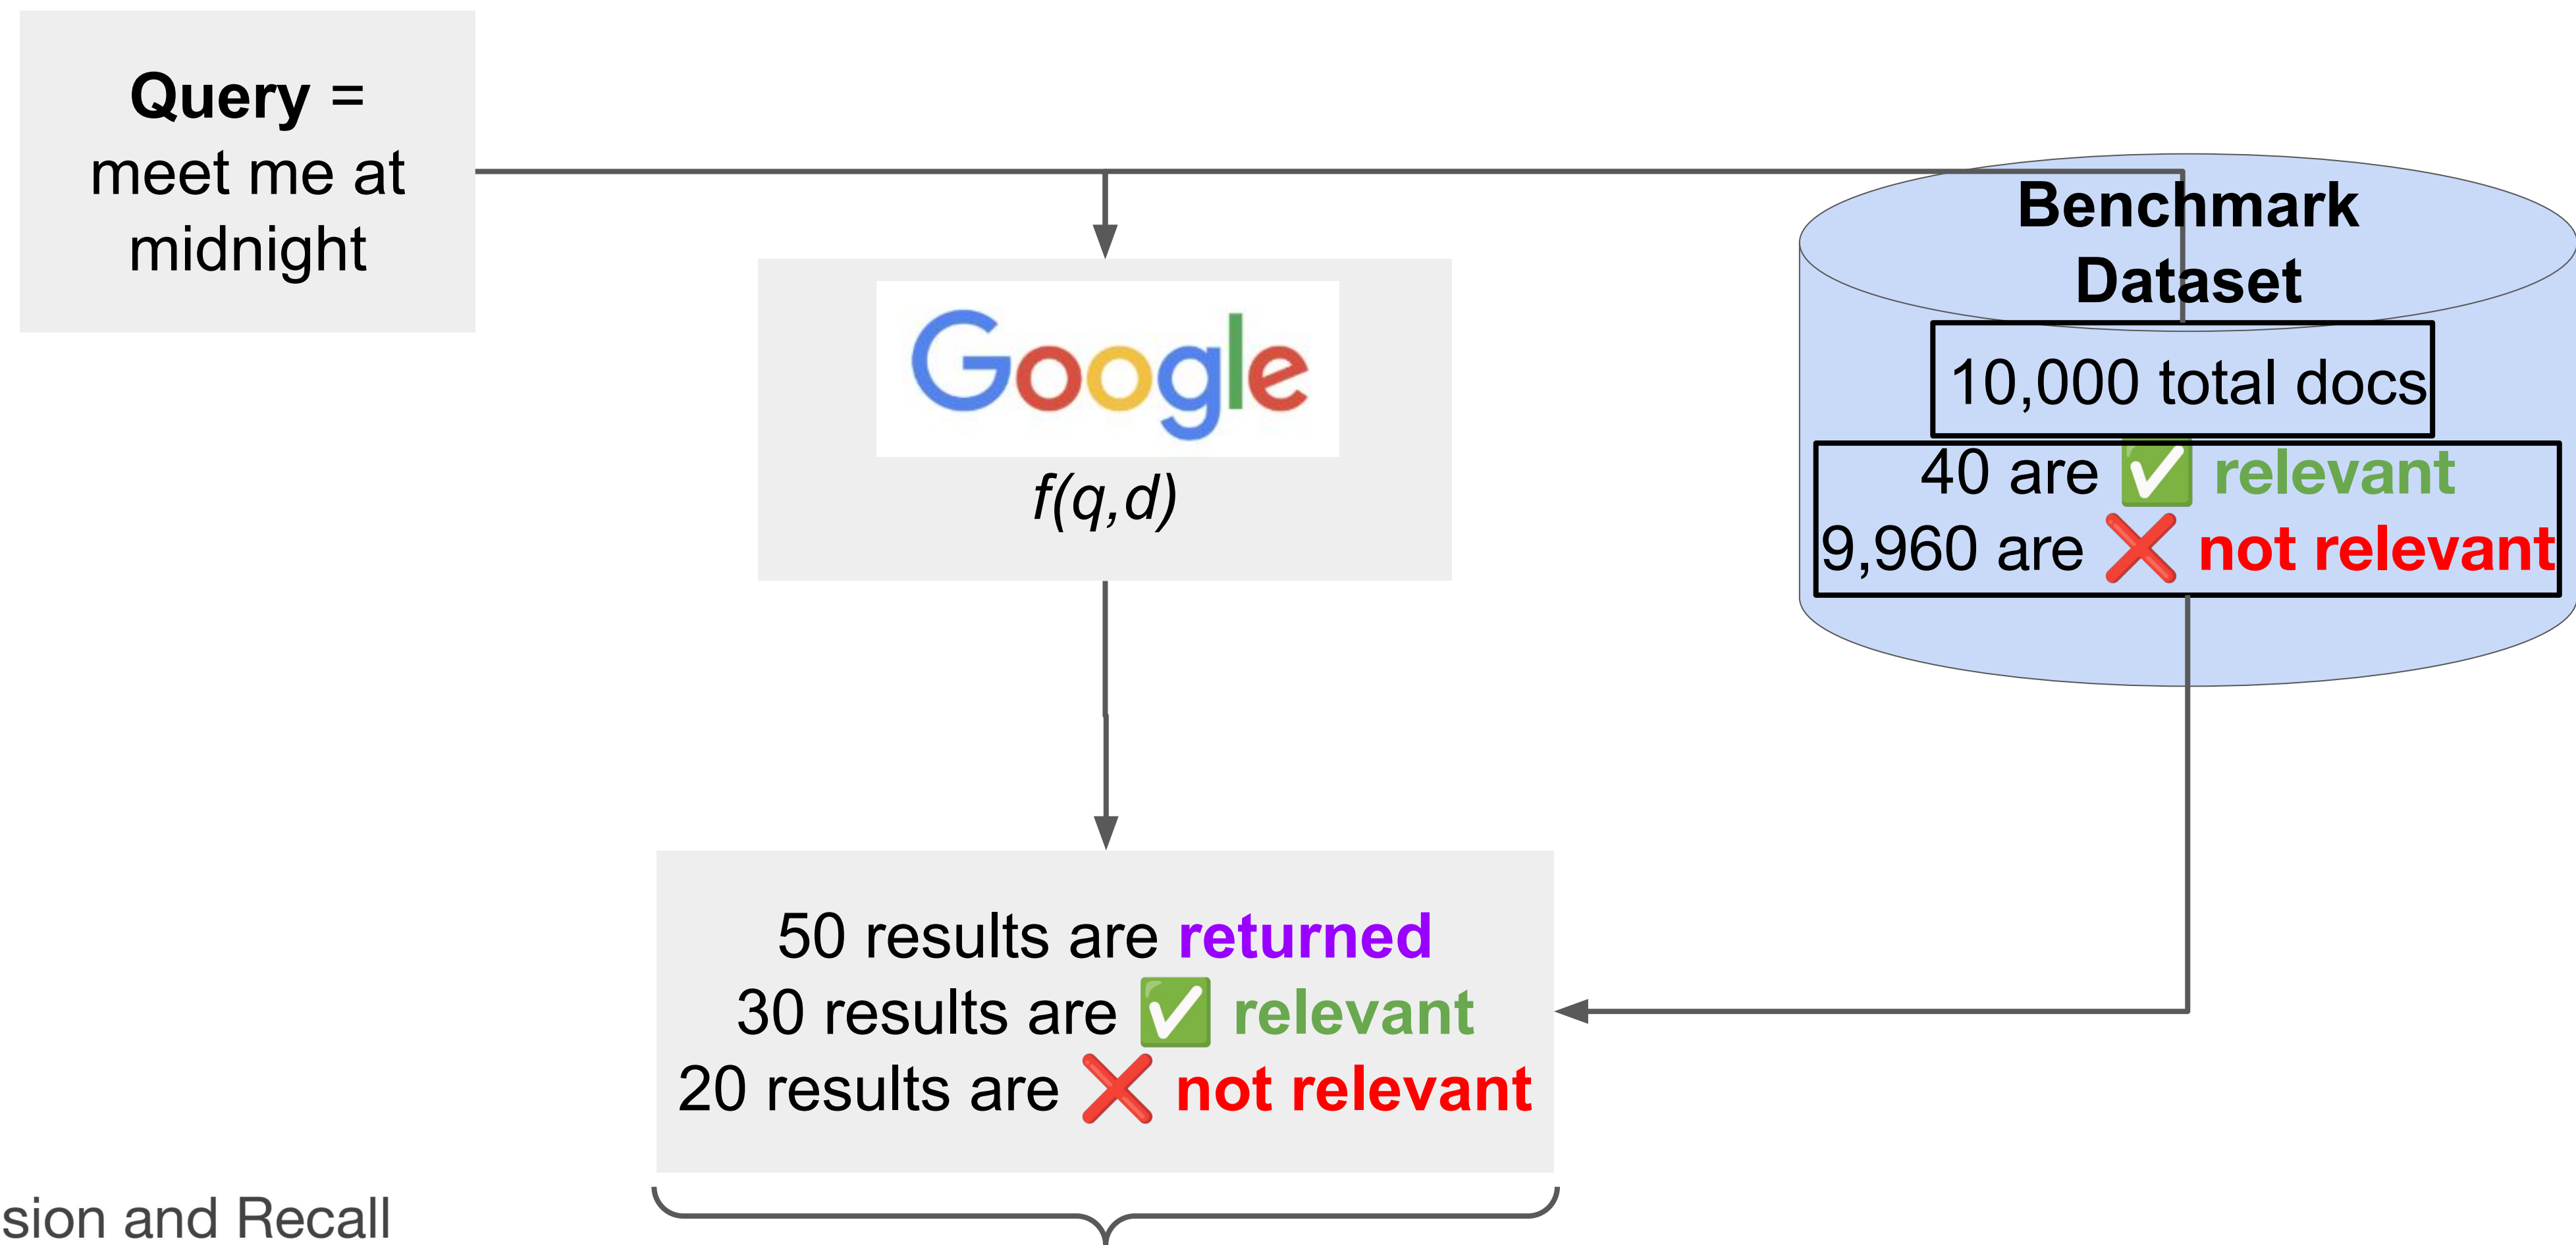 Query =
meet me at
midnight
Google
f(q,d)
Benchmark
Dataset
10,000 total docs
40 are ✅ relevant
9,960 are ❌ not relevant
50 results are returned
30 results are ✅ relevant
20 results are ❌ not relevant
sion and Recall